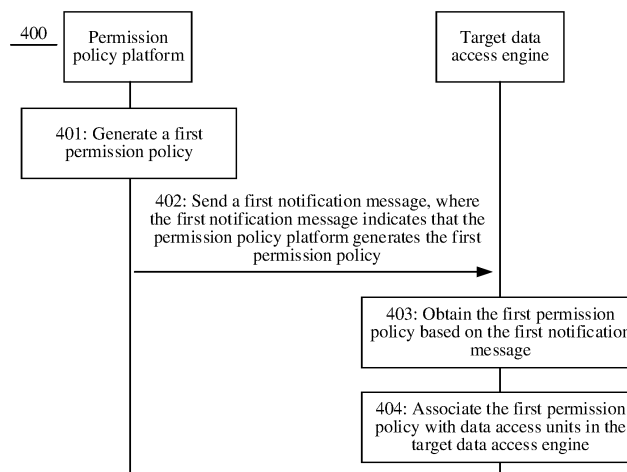 400
Permission
policy platform
Target data
access engine
401: Generate a first
permission policy
402: Send a first notification message, where
the first notification message indicates that the
permission policy platform generates the first
permission policy
403: Obtain the first permission
policy based on the first notification
message
404: Associate the first permission
policy with data access units in the
target data access engine